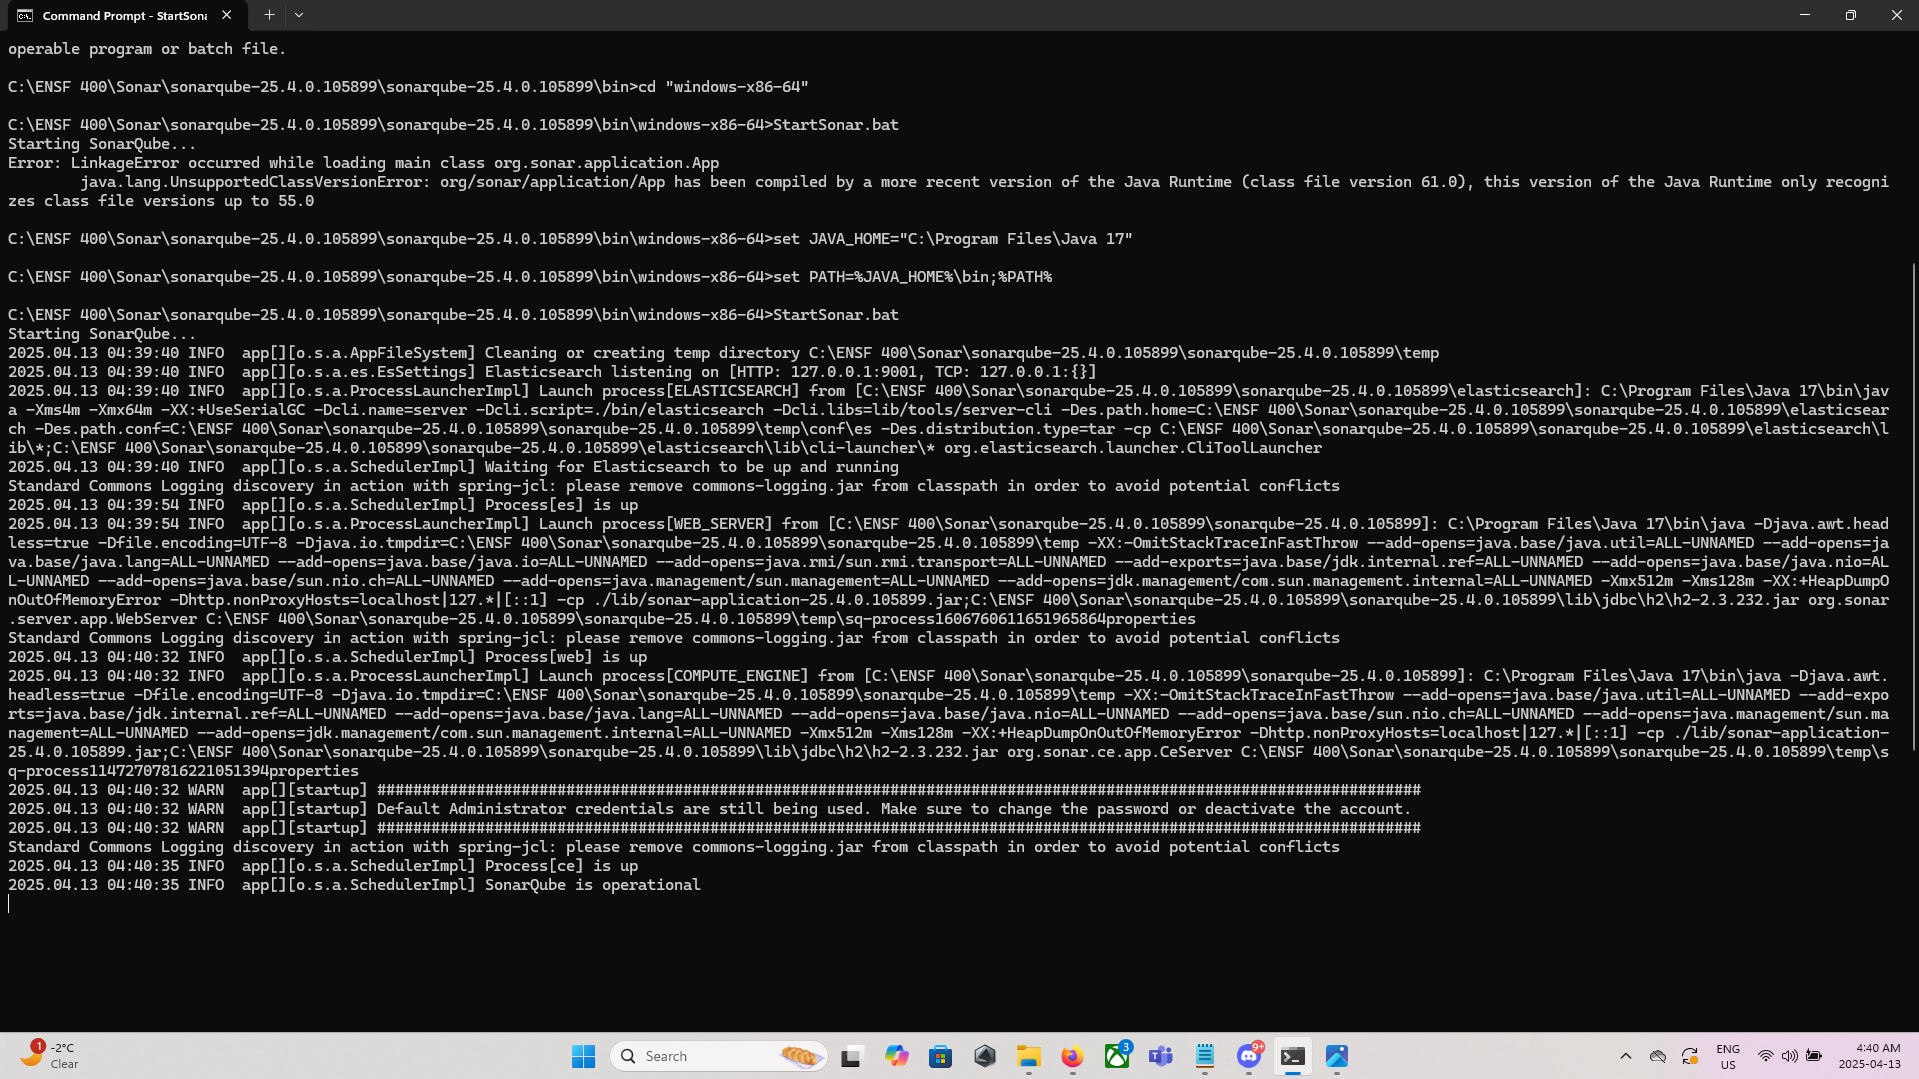 Command Prompt - StartSona
operable program or batch file.
C:\ENSF 400\Sonar\sonarqube-25.4.0.105899\sonarqube-25.4.0.105899\bin>cd "windows-x86-64"
C:\ENSF 400\Sonar\sonarqube-25.4.0.105899\sonarqube-25.4.0.105899\bin\windows-x86-64>StartSonar.bat
Starting SonarQube...
Error: LinkageError occurred while loading main class org.sonar.application.App
java.lang.UnsupportedClassVersionError: org/sonar/application/App has been compiled by a more recent version of the Java Runtime (class file version 61.0), this version of the Java Runtime only recogni
zes class file versions up to 55.0
C:\ENSF 400\Sonar\sonarqube-25.4.0.105899\sonarqube-25.4.0.105899\bin\windows-x86-64>set JAVA_HOME="C:\Program Files\Java 17"
C:\ENSF 400\Sonar\sonarqube-25.4.0.105899\sonarqube-25.4.0.105899\bin\windows-x86-64>set PATH=%JAVA_HOME%\bin;%PATH%
C:\ENSF 400\Sonar\sonarqube-25.4.0.105899\sonarqube-25.4.0.105899\bin\windows-x86-64>StartSonar.bat
Starting SonarQube...
2025.04.13 04:39:40 INFO  app[][o.s.a.AppFileSystem] Cleaning or creating temp directory C:\ENSF 400\Sonar\sonarqube-25.4.0.105899\sonarqube-25.4.0.105899\temp
2025.04.13 04:39:40 INFO  app[][o.s.a.es.EsSettings] Elasticsearch listening on [HTTP: 127.0.0.1:9001, TCP: 127.0.0.1:{}]
2025.04.13 04:39:40 INFO  app[][o.s.a.ProcessLauncherImpl] Launch process[ELASTICSEARCH] from [C:\ENSF 400\Sonar\sonarqube-25.4.0.105899\sonarqube-25.4.0.105899\elasticsearch]: C:\Program Files\Java 17\bin\jav
a -Xms4m -Xmx64m -XX:+UseSerialGC -Dcli.name=server -Dcli.script=./bin/elasticsearch -Dcli.libs=lib/tools/server-cli -Des.path.home=C:\ENSF 400\Sonar\sonarqube-25.4.0.105899\sonarqube-25.4.0.105899\elasticsear
ch -Des.path.conf=C:\ENSF 400\Sonar\sonarqube-25.4.0.105899\sonarqube-25.4.0.105899\temp\conf\es -Des.distribution.type=tar -cp C:\ENSF 400\Sonar\sonarqube-25.4.0.105899\sonarqube-25.4.0.105899\elasticsearch\l
ib\*;C:\ENSF 400\Sonar\sonarqube-25.4.0.105899\sonarqube-25.4.0.105899\elasticsearch\lib\cli-launcher\* org.elasticsearch.launcher.CliToolLauncher
2025.04.13 04:39:40 INFO  app[][o.s.a.SchedulerImpl] Waiting for Elasticsearch to be up and running
Standard Commons Logging discovery in action with spring-jcl: please remove commons-logging.jar from classpath in order to avoid potential conflicts
2025.04.13 04:39:54 INFO  app[][o.s.a.SchedulerImpl] Process[es] is up
2025.04.13 04:39:54 INFO  app[][o.s.a.ProcessLauncherImpl] Launch process[WEB_SERVER] from [C:\ENSF 400\Sonar\sonarqube-25.4.0.105899\sonarqube-25.4.0.105899]: C:\Program Files\Java 17\bin\java -Djava.awt.head
less=true -Dfile.encoding=UTF-8 -Djava.io.tmpdir=C:\ENSF 400\Sonar\sonarqube-25.4.0.105899\sonarqube-25.4.0.105899\temp -XX:-OmitStackTraceInFastThrow --add-opens=java.base/java.util=ALL-UNNAMED --add-opens=ja
va.base/java.lang=ALL-UNNAMED --add-opens=java.base/java.io=ALL-UNNAMED --add-opens=java.rmi/sun.rmi.transport=ALL-UNNAMED --add-exports=java.base/jdk.internal.ref=ALL-UNNAMED --add-opens=java.base/java.nio=AL
L-UNNAMED --add-opens=java.base/sun.nio.ch=ALL-UNNAMED --add-opens=java.management/sun.management=ALL-UNNAMED --add-opens=jdk.management/com.sun.management.internal=ALL-UNNAMED -Xmx512m -Xms128m -XX:+HeapDumpO
nOutOfMemoryError -Dhttp.nonProxyHosts=localhost|127.*|[::1] -cp ./lib/sonar-application-25.4.0.105899.jar;C:\ENSF 400\Sonar\sonarqube-25.4.0.105899\sonarqube-25.4.0.105899\lib\jdbc\h2\h2-2.3.232.jar org.sonar
.server.app.WebServer C:\ENSF 400\Sonar\sonarqube-25.4.0.105899\sonarqube-25.4.0.105899\temp\sq-process1606760611651965864properties
Standard Commons Logging discovery in action with spring-jcl: please remove commons-logging.jar from classpath in order to avoid potential conflicts
2025.04.13 04:40:32 INFO  app[][o.s.a.SchedulerImpl] Process[web] is up
2025.04.13 04:40:32 INFO  app[][o.s.a.ProcessLauncherImpl] Launch process[COMPUTE_ENGINE] from [C:\ENSF 400\Sonar\sonarqube-25.4.0.105899\sonarqube-25.4.0.105899]: C:\Program Files\Java 17\bin\java -Djava.awt.
headless=true -Dfile.encoding=UTF-8 -Djava.io.tmpdir=C:\ENSF 400\Sonar\sonarqube-25.4.0.105899\sonarqube-25.4.0.105899\temp -XX:-OmitStackTraceInFastThrow --add-opens=java.base/java.util=ALL-UNNAMED --add-expo
rts=java.base/jdk.internal.ref=ALL-UNNAMED --add-opens=java.base/java.lang=ALL-UNNAMED --add-opens=java.base/java.nio=ALL-UNNAMED --add-opens=java.base/sun.nio.ch=ALL-UNNAMED --add-opens=java.management/sun.ma
nagement=ALL-UNNAMED --add-opens=jdk.management/com.sun.management.internal=ALL-UNNAMED -Xmx512m -Xms128m -XX:+HeapDumpOnOutOfMemoryError -Dhttp.nonProxyHosts=localhost|127.*|[::1] -cp ./lib/sonar-application-
25.4.0.105899.jar;C:\ENSF 400\Sonar\sonarqube-25.4.0.105899\sonarqube-25.4.0.105899\lib\jdbc\h2\h2-2.3.232.jar org.sonar.ce.app.CeServer C:\ENSF 400\Sonar\sonarqube-25.4.0.105899\sonarqube-25.4.0.105899\temp\s
q-process11472707816221051394properties
2025.04.13 04:40:32 WARN  app[][startup] ####################################################################################################################
2025.04.13 04:40:32 WARN  app[][startup] Default Administrator credentials are still being used. Make sure to change the password or deactivate the account.
2025.04.13 04:40:32 WARN  app[][startup] ####################################################################################################################
Standard Commons Logging discovery in action with spring-jcl: please remove commons-logging.jar from classpath in order to avoid potential conflicts
2025.04.13 04:40:35 INFO  app[][o.s.a.SchedulerImpl] Process[ce] is up
2025.04.13 04:40:35 INFO  app[][o.s.a.SchedulerImpl] SonarQube is operational
1
-2°C
Clear
Search
3
9+
ENG
US
4:40 AM
2025-04-13